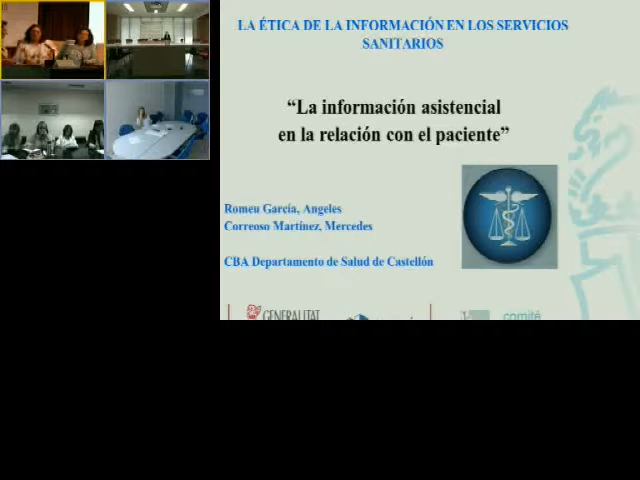 LA ÉTICA DE LA INFORMACIÓN EN LOS SERVICIOS
SANITARIOS
“La información asistencial
en la relación con el paciente”
Romeu García, Angeles
Correoso Martínez, Mercedes
CBA Departamento de Salud de Castellón
GENERALITAT
comité